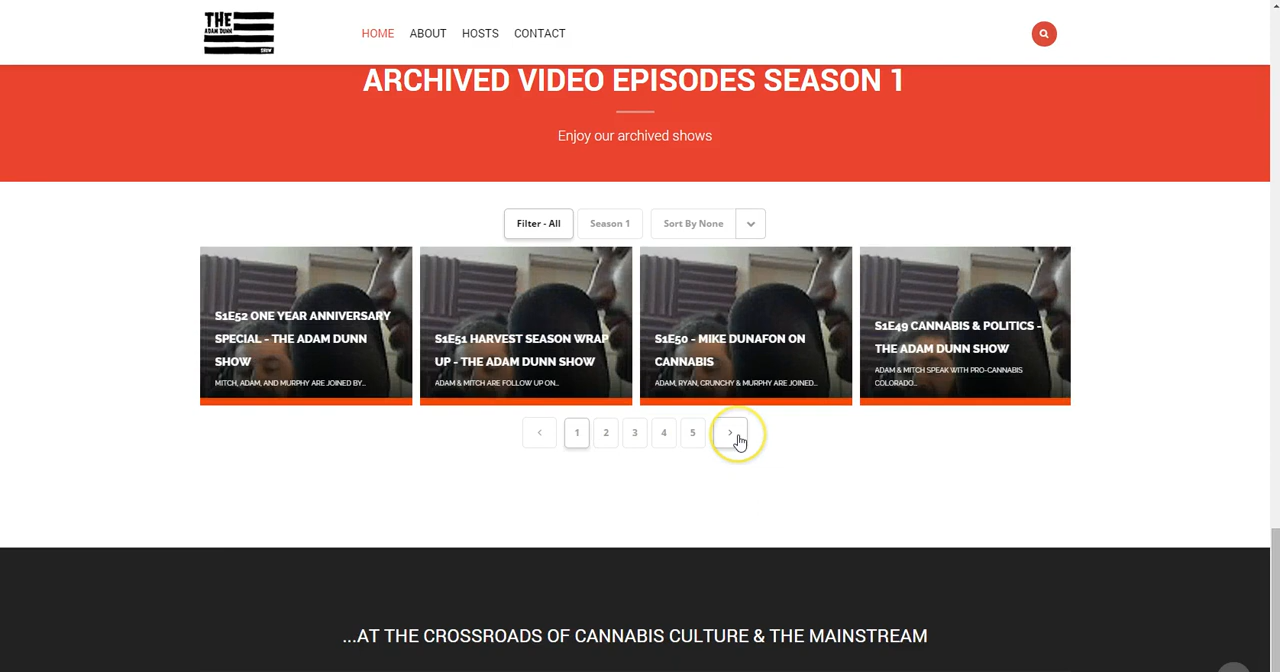 THE
ADAM DUNN
SHOW
HOME ABOUT HOSTS CONTACT
ARCHIVED VIDEO EPISODES SEASON 1
Enjoy our archived shows
Filter - All Season 1 Sort By None
S1E52 ONE YEAR ANNIVERSARY
SPECIAL - THE ADAM DUNN
SHOW
MITCH, ADAM, AND MURPHY ARE JOINED BY...
S1E51 HARVEST SEASON WRAP
UP - THE ADAM DUNN SHOW
ADAM & MITCH ARE FOLLOW UP ON...
S1E50 - MIKE DUNAFON ON
CANNABIS
ADAM, RYAN, CRUNCHY & MURPHY ARE JOINED...
S1E49 CANNABIS & POLITICS -
THE ADAM DUNN SHOW
ADAM & MITCH SPEAK WITH PRO-CANNABIS
COLORADO...
< 1 2 3 4 5 >
...AT THE CROSSROADS OF CANNABIS CULTURE & THE MAINSTREAM